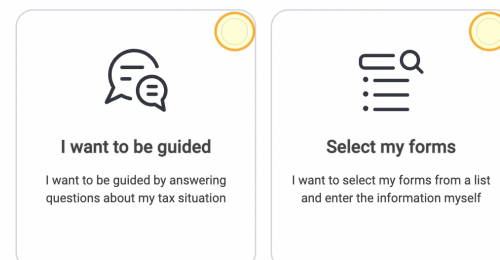 I want to be guided
I want to be guided by answering
questions about my tax situation
Select my forms
I want to select my forms from a list
and enter the information myself